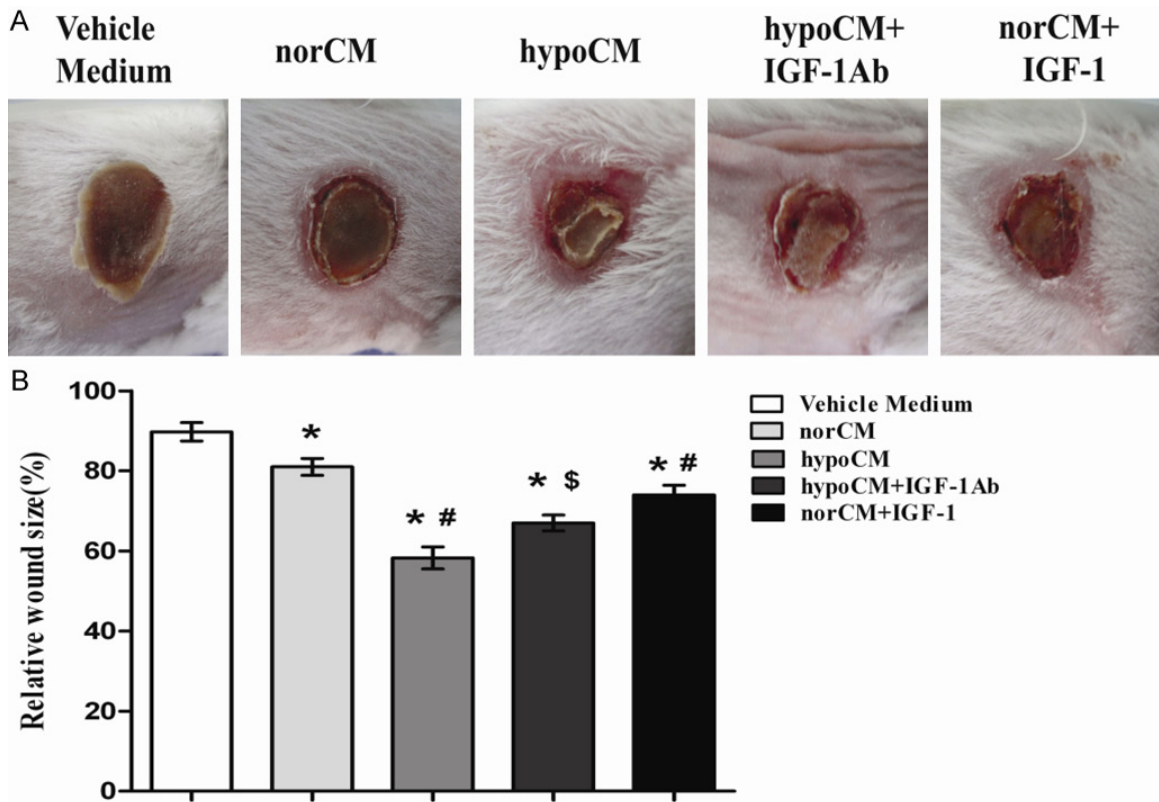 A
Vehicle
Medium
norCM
hypoCM
hypoCM+
IGF-1Ab
norCM+
IGF-1
B
Relative wound size(%)
100
80
60
40
20
0
*
* #
* $
* #
Vehicle Medium
norCM
hypoCM
hypoCM+IGF-1Ab
norCM+IGF-1